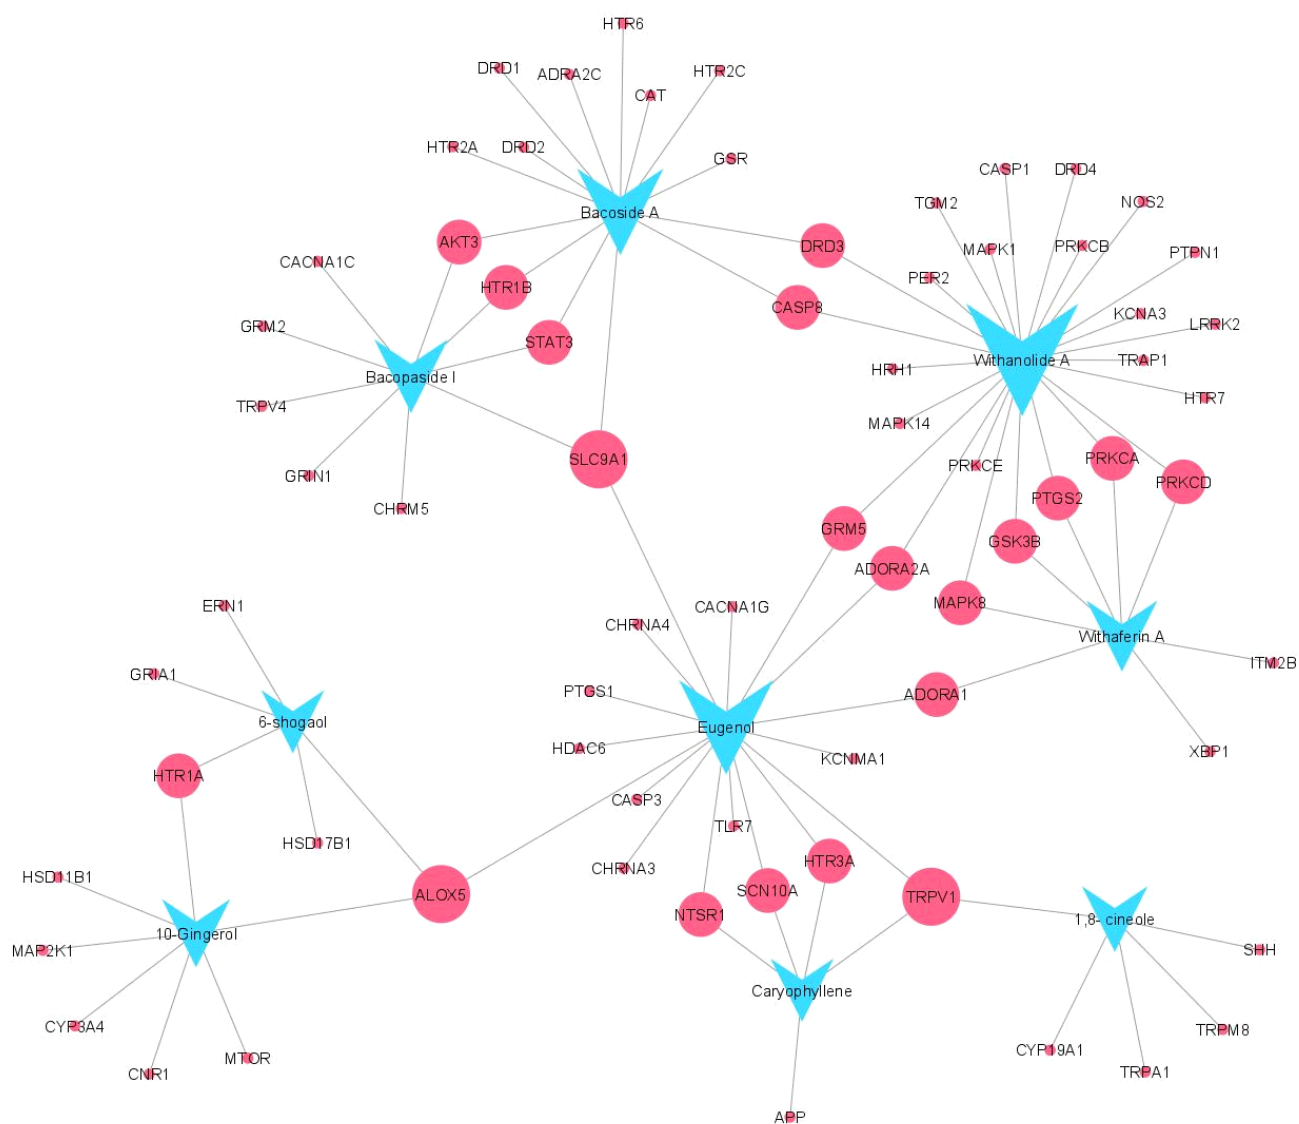 HTR6
DRD1
ADRA2C
HTR2C
CAT
HTR2A
DRD2
GSR
CASP1
DRD4
TGM2
NOS2
Bacoside A
AKT3
DRD3
MAPK1
PRKCB
PTPN1
CACNA1C
PER2
HTR1B
CASP8
KCNA3
LRRK2
GRM2
STAT3
Withanolide A
TRAP1
HRH1
Bacopaside I
HTR7
TRPV4
MAPK14
SLC9A1
PRKCE
PRKCA
GRIN1
PRKCD
PTGS2
CHRM5
GRM5
GSK3B
ADORA2A
ERN1
CACNA1G
MAPK8
CHRNA4
Withaferin A
ITM2B
GRIA1
PTGS1
ADORA1
6-shogaol
Eugenol
HDAC6
XBP1
KCNMA1
HTR1A
CASP3
TLR7
HSD17B1
HTR3A
CHRNA3
HSD11B1
SCN10A
ALOX5
TRPV1
NTSR1
1,8- cineole
10-Gingerol
MAP2K1
SHH
Caryophyllene
CYP3A4
TRPM8
CYP19A1
MTOR
CNR1
TRPA1
APP